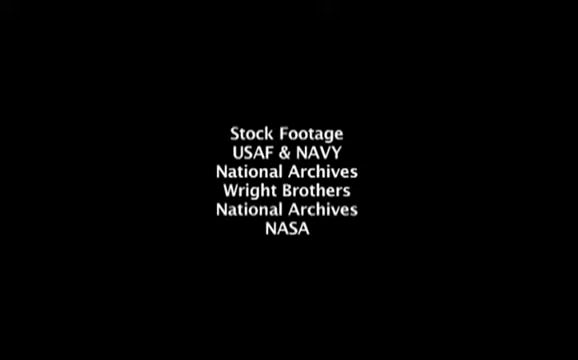 Stock Footage
USAF & NAVY
National Archives
Wright Brothers
National Archives
NASA